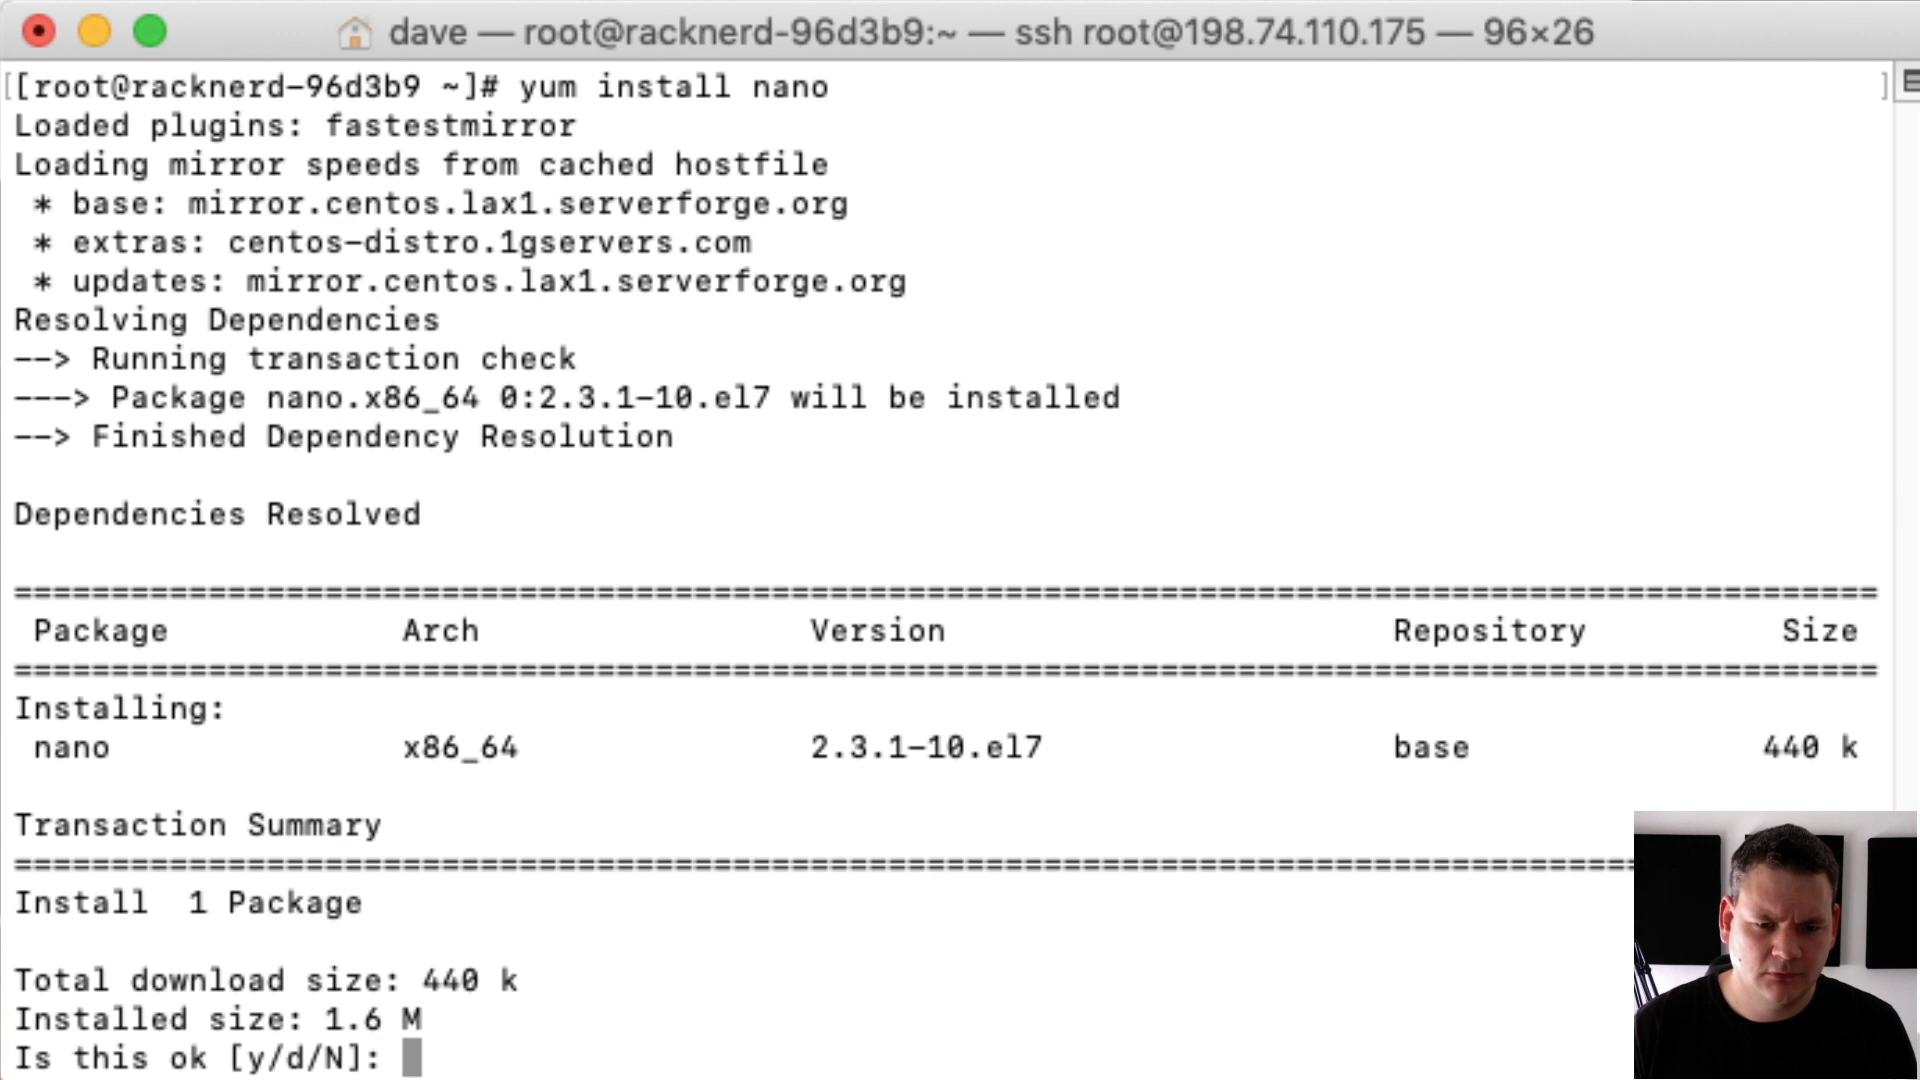 dave — root@racknerd-96d3b9:~ — ssh root@198.74.110.175 — 96×26
[[root@racknerd-96d3b9 ~]# yum install nano ]
Loaded plugins: fastestmirror
Loading mirror speeds from cached hostfile
* base: mirror.centos.lax1.serverforge.org
* extras: centos-distro.1gservers.com
* updates: mirror.centos.lax1.serverforge.org
Resolving Dependencies
--> Running transaction check
---> Package nano.x86_64 0:2.3.1-10.el7 will be installed
--> Finished Dependency Resolution
Dependencies Resolved
================================================================================================
Package Arch Version Repository Size
================================================================================================
Installing:
nano x86_64 2.3.1-10.el7 base 440 k
Transaction Summary
===================================================================================
Install 1 Package
Total download size: 440 k
Installed size: 1.6 M
Is this ok [y/d/N]: